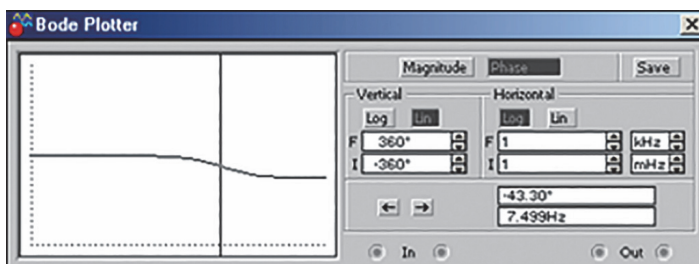 Bode Plotter
Magnitude Phase Save
Vertical Horizontal
Log Lin Log Lin
F 360° F 1 kHz
I -360° I 1 mHz
← → -43.30°
7.499Hz
In Out